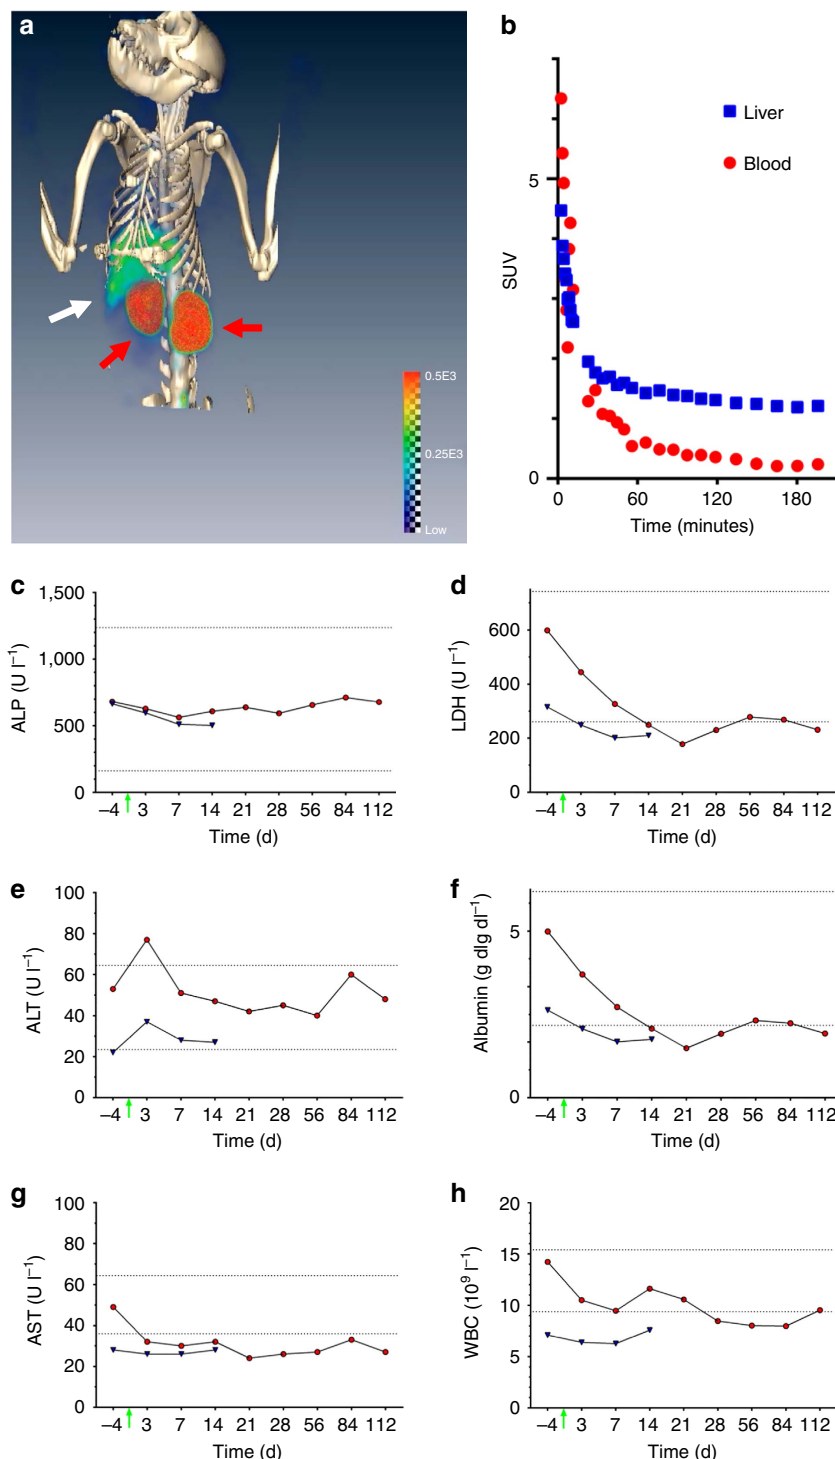 a
0.5E3
0.25E3
Low
b
SUV
5
0
Liver
Blood
0 60 120 180
Time (minutes)
c
ALP (U l⁻¹)
1,500
1,000
500
0
–4 3 7 14 21 28 56 84 112
Time (d)
d
LDH (U l⁻¹)
600
400
200
0
–4 3 7 14 21 28 56 84 112
Time (d)
e
ALT (U l⁻¹)
100
80
60
40
20
0
–4 3 7 14 21 28 56 84 112
Time (d)
f
Albumin (g dlg dl⁻¹)
5
0
–4 3 7 14 21 28 56 84 112
Time (d)
g
AST (U l⁻¹)
100
80
60
40
20
0
–4 3 7 14 21 28 56 84 112
Time (d)
h
WBC (10⁹ l⁻¹)
20
15
10
5
0
–4 3 7 14 21 28 56 84 112
Time (d)